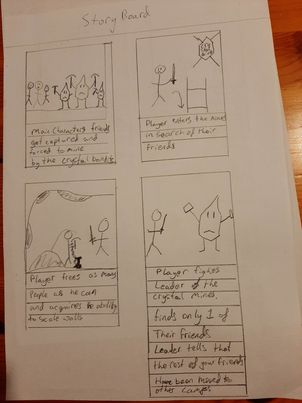 Story Board
Main Characters friends
get captured and
forced to mine
by the crystal bandits
Player enters the mines
in search of their
friends
Player frees as many
People as he can
and acquires the ability
to scale walls
Player fights
Leader of the
crystal mines,
finds only 1 of
Their friends
Leader tells that
the rest of your friends
Have been moved to
other camps